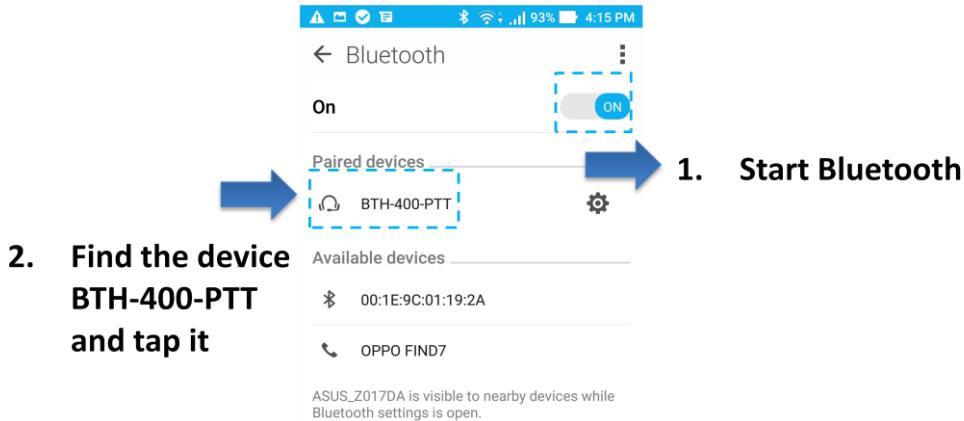 93% 4:15 PM
Bluetooth
On ON
Paired devices
1. Start Bluetooth
BTH-400-PTT
2. Find the device
BTH-400-PTT
and tap it
Available devices
00:1E:9C:01:19:2A
OPPO FIND7
ASUS_Z017DA is visible to nearby devices while
Bluetooth settings is open.